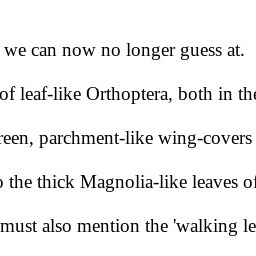 we can now no longer guess at.
of leaf-like Orthoptera, both in the
reen, parchment-like wing-covers
the thick Magnolia-like leaves of
must also mention the 'walking le